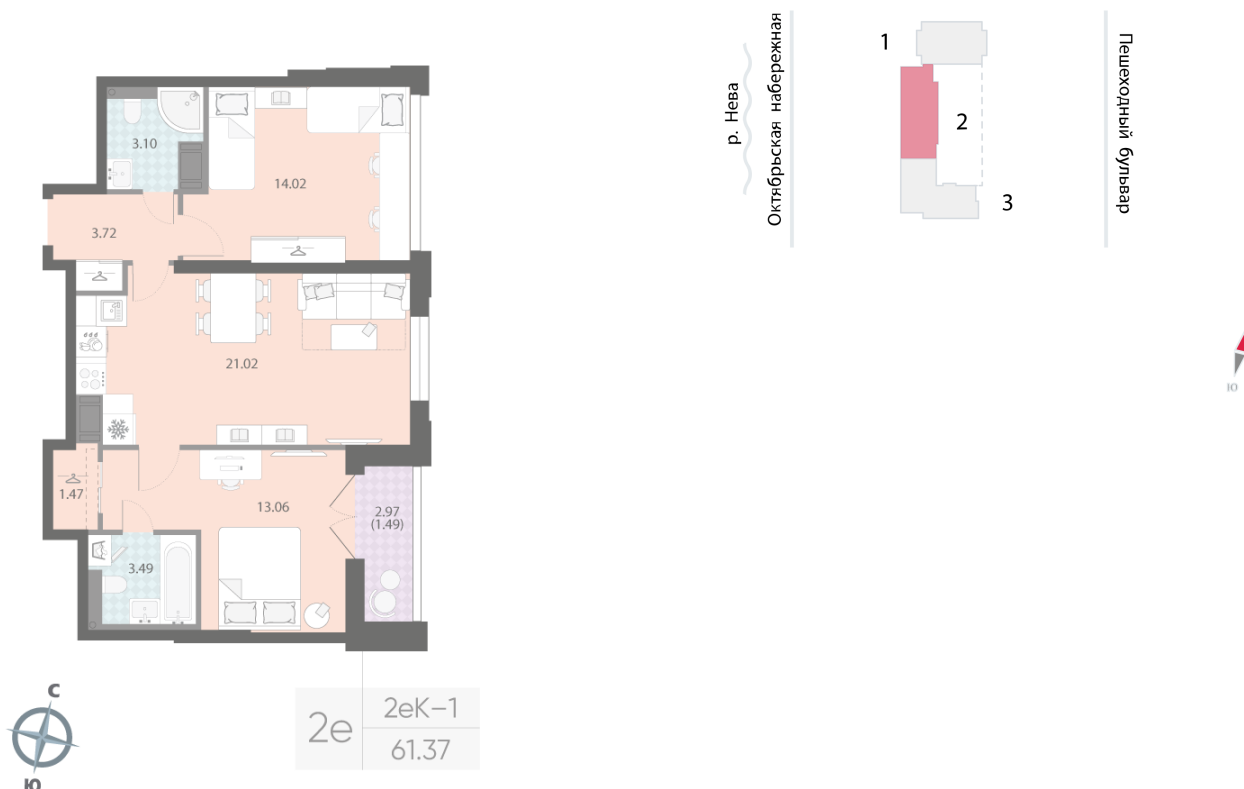 3.10
14.02
3.72
21.02
1.47
13.06
2.97
(1.49)
3.49
С
Ю
2е
2еК–1
61.37
р. Нева
Октябрьская набережная
1
2
3
Пешеходный бульвар
Ю